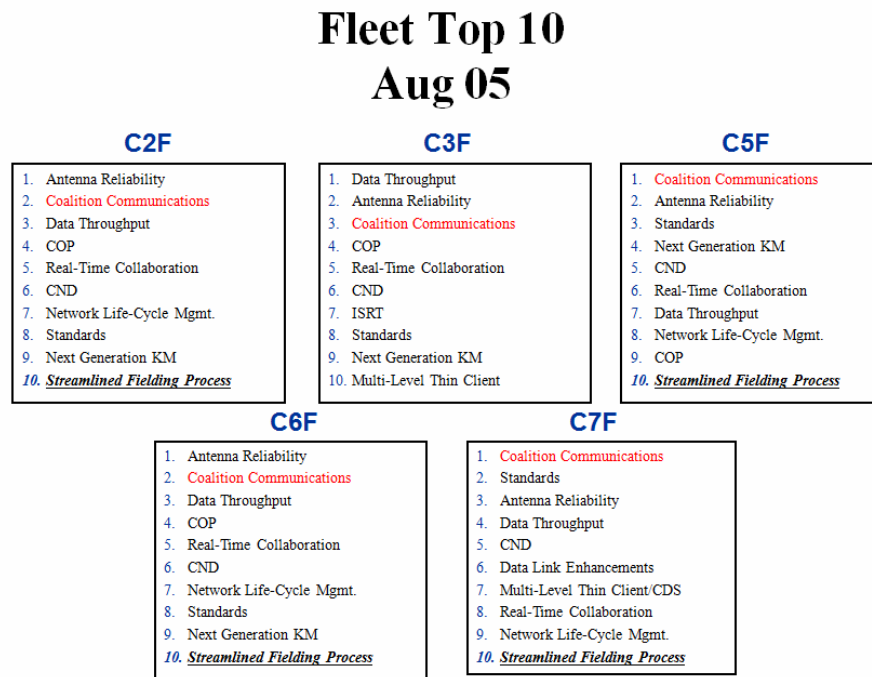 Fleet Top 10
Aug 05
C2F
1. Antenna Reliability
2. Coalition Communications
3. Data Throughput
4. COP
5. Real-Time Collaboration
6. CND
7. Network Life-Cycle Mgmt.
8. Standards
9. Next Generation KM
10. Streamlined Fielding Process
C3F
1. Data Throughput
2. Antenna Reliability
3. Coalition Communications
4. COP
5. Real-Time Collaboration
6. CND
7. ISRT
8. Standards
9. Next Generation KM
10. Multi-Level Thin Client
C5F
1. Coalition Communications
2. Antenna Reliability
3. Standards
4. Next Generation KM
5. CND
6. Real-Time Collaboration
7. Data Throughput
8. Network Life-Cycle Mgmt.
9. COP
10. Streamlined Fielding Process
C6F
1. Antenna Reliability
2. Coalition Communications
3. Data Throughput
4. COP
5. Real-Time Collaboration
6. CND
7. Network Life-Cycle Mgmt.
8. Standards
9. Next Generation KM
10. Streamlined Fielding Process
C7F
1. Coalition Communications
2. Standards
3. Antenna Reliability
4. Data Throughput
5. CND
6. Data Link Enhancements
7. Multi-Level Thin Client/CDS
8. Real-Time Collaboration
9. Network Life-Cycle Mgmt.
10. Streamlined Fielding Process